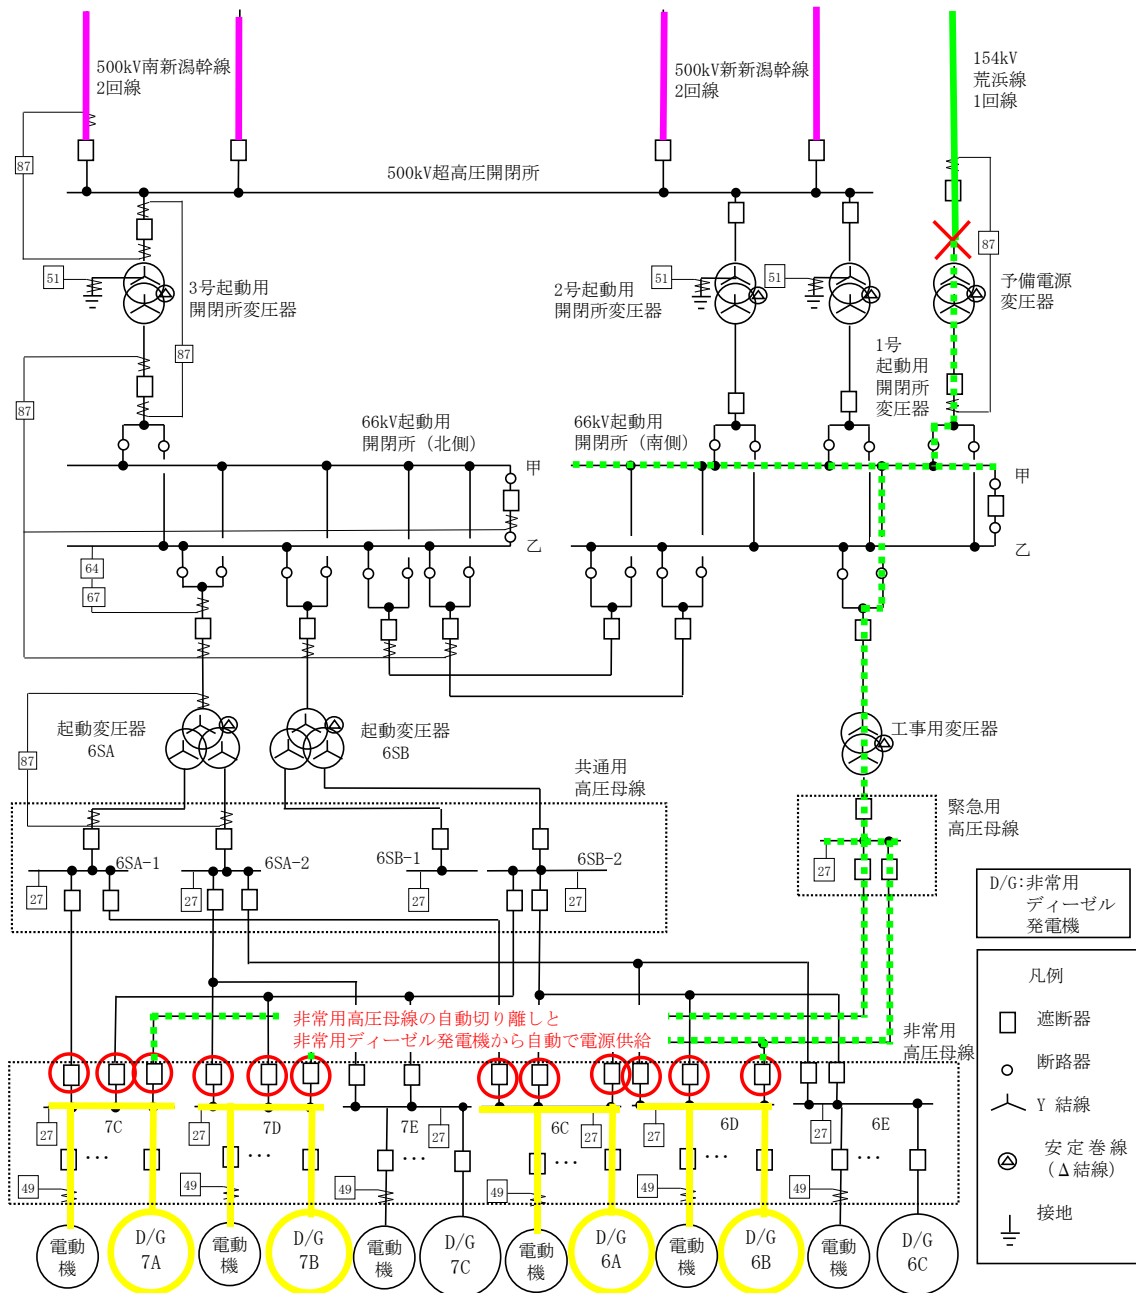 500kV南新潟幹線
2回線
500kV新新潟幹線
2回線
154kV
荒浜線
1回線
87
500kV超高圧開閉所
87
51
3号起動用
開閉所変圧器
51
2号起動用
開閉所変圧器
51
予備電源
変圧器
87
87
1号
起動用
開閉所
変圧器
66kV起動用
開閉所（北側）
66kV起動用
開閉所（南側）
甲
甲
乙
乙
64
67
起動変圧器
6SA
起動変圧器
6SB
工事用変圧器
87
共通用
高圧母線
緊急用
高圧母線
6SA-1
6SA-2
6SB-1
6SB-2
27
27
27
27
27
D/G:非常用
ディーゼル
発電機
凡例
遮断器
断路器
Y 結線
安定巻線
(Δ結線)
接地
非常用高圧母線の自動切り離しと
非常用ディーゼル発電機から自動で電源供給
非常用
高圧母線
7C
7D
7E
6C
6D
6E
27
27
27
27
27
27
…
…
…
…
…
…
49
49
49
49
49
電動
機
D/G
7A
電動
機
D/G
7B
電動
機
D/G
7C
電動
機
D/G
6A
電動
機
D/G
6B
電動
機
D/G
6C